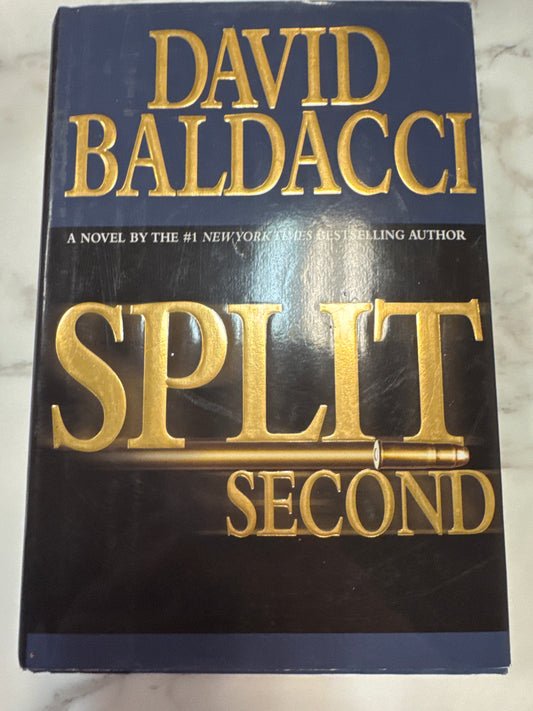 DAVID
BALDACCI
A NOVEL BY THE #1 NEW YORK TIMES BESTSELLING AUTHOR
SPLIT
SECOND